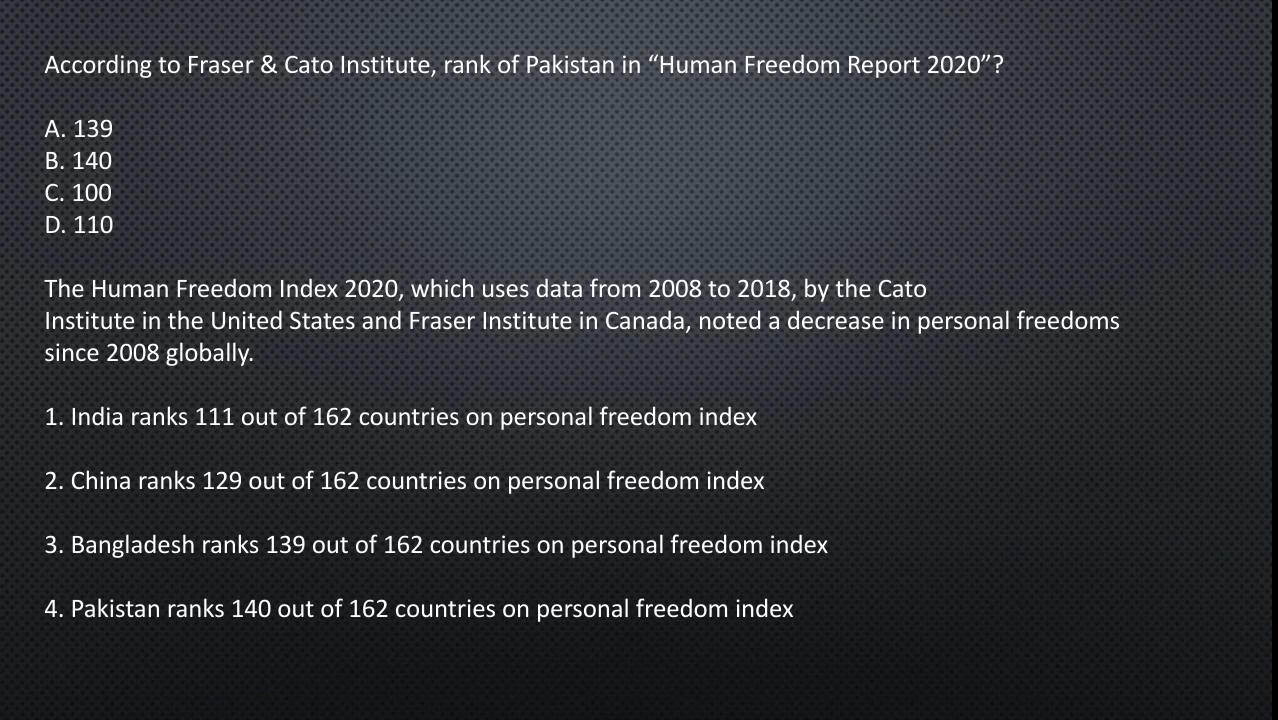 According to Fraser & Cato Institute, rank of Pakistan in “Human Freedom Report 2020”?
A. 139
B. 140
C. 100
D. 110
The Human Freedom Index 2020, which uses data from 2008 to 2018, by the Cato
Institute in the United States and Fraser Institute in Canada, noted a decrease in personal freedoms
since 2008 globally.
1. India ranks 111 out of 162 countries on personal freedom index
2. China ranks 129 out of 162 countries on personal freedom index
3. Bangladesh ranks 139 out of 162 countries on personal freedom index
4. Pakistan ranks 140 out of 162 countries on personal freedom index